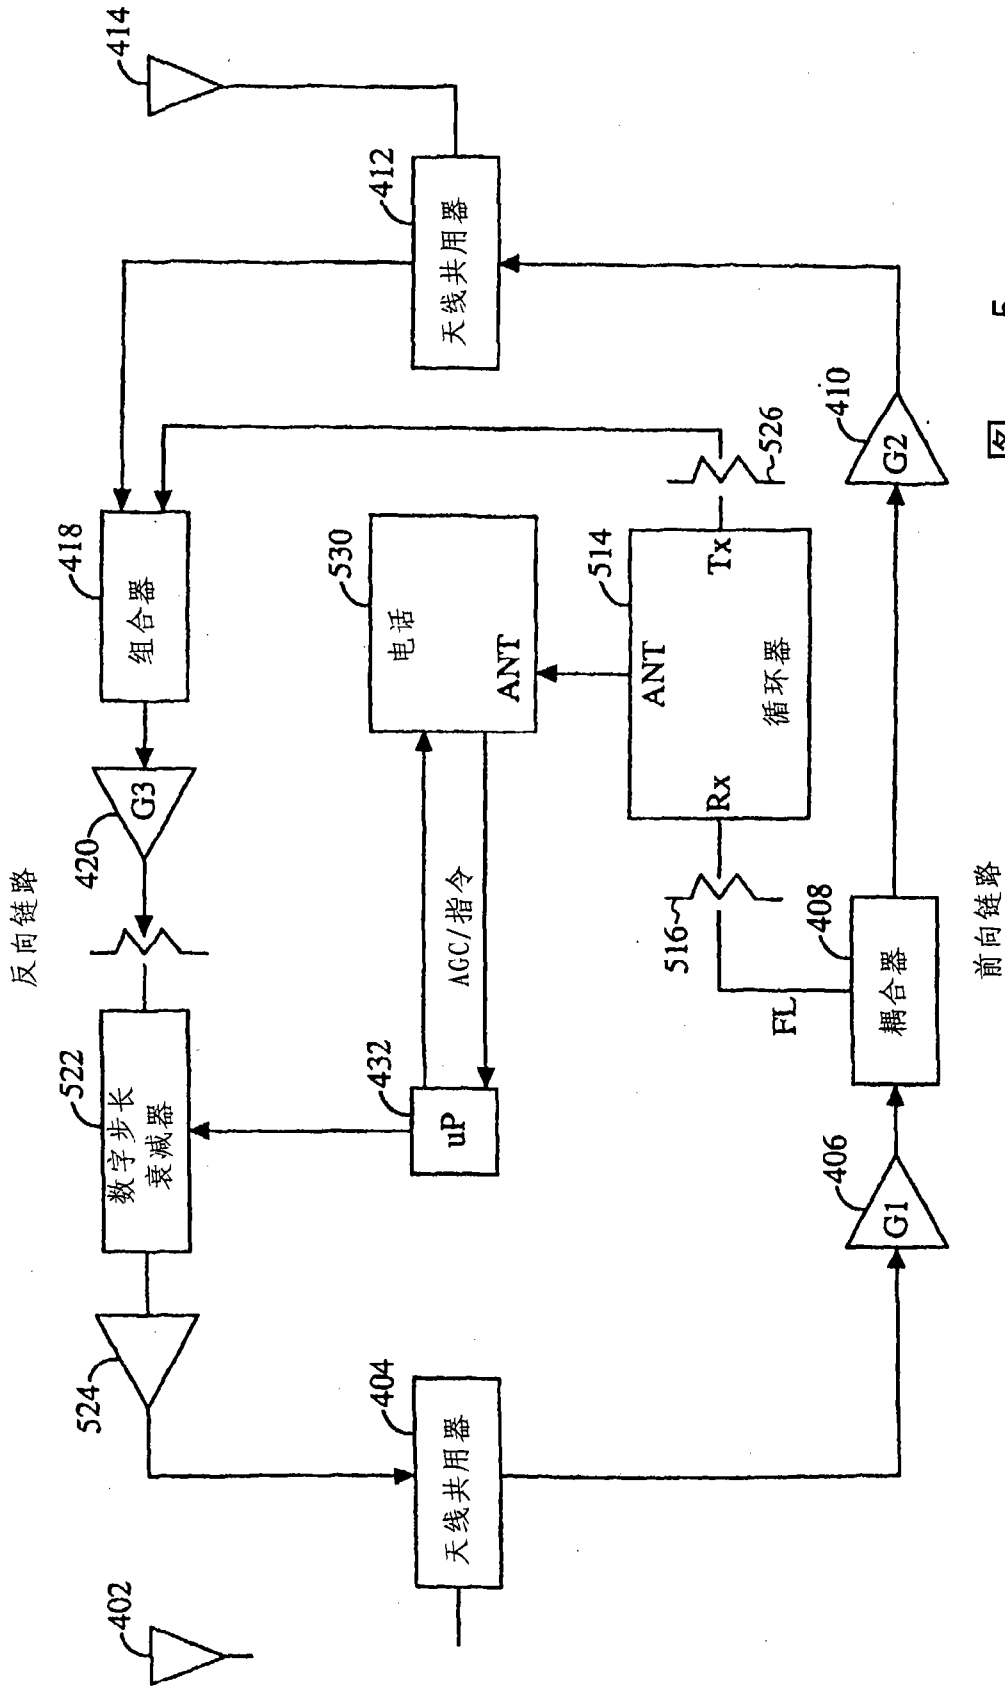 反向链路
402
524
522
数字步长
衰减器
420
G3
418
组合器
414
404
天线共用器
432
uP
AGC/指令
530
电话
ANT
412
天线共用器
516
FL
514
Rx
ANT
Tx
循环器
526
406
G1
408
耦合器
410
G2
前向链路
图 5